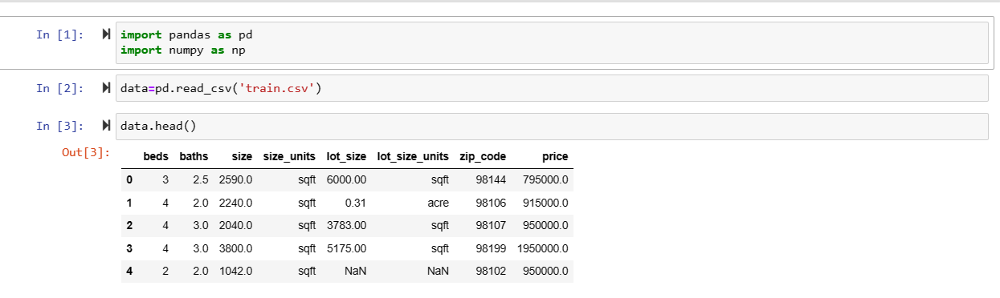 In [1]: import pandas as pd
import numpy as np
In [2]: data=pd.read_csv('train.csv')
In [3]: data.head()
Out[3]:
beds baths size size_units lot_size lot_size_units zip_code price
0 3 2.5 2590.0 sqft 6000.00 sqft 98144 795000.0
1 4 2.0 2240.0 sqft 0.31 acre 98106 915000.0
2 4 3.0 2040.0 sqft 3783.00 sqft 98107 950000.0
3 4 3.0 3800.0 sqft 5175.00 sqft 98199 1950000.0
4 2 2.0 1042.0 sqft NaN NaN 98102 950000.0